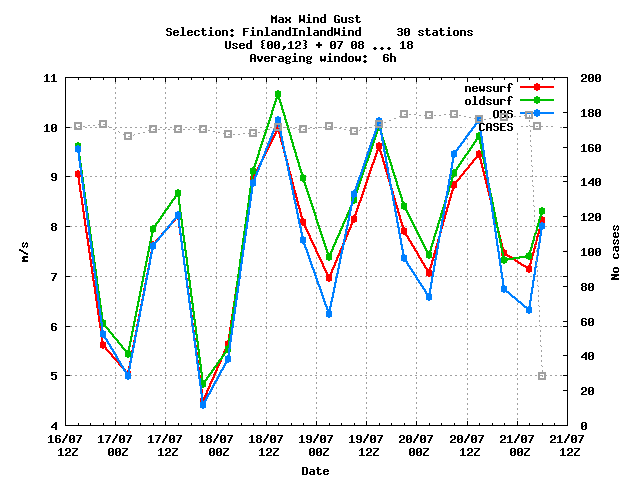 Max Wind Gust
Selection: FinlandInlandWind     30 stations
Used {00,12} + 07 08 ... 18
Averaging window:  6h
newsurf
oldsurf
OBS
CASES
m/s
11
10
9
8
7
6
5
4
No cases
200
180
160
140
120
100
80
60
40
20
0
16/07 17/07 17/07 18/07 18/07 19/07 19/07 20/07 20/07 21/07 21/07
12Z 00Z 12Z 00Z 12Z 00Z 12Z 00Z 12Z 00Z 12Z
Date